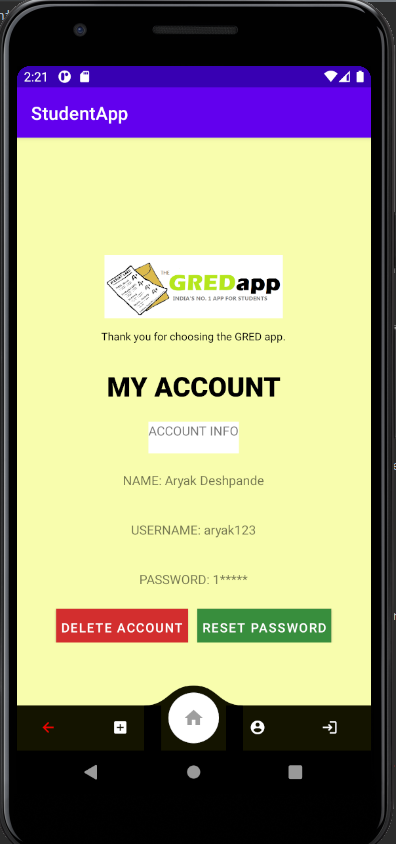 2:21
StudentApp
THE
GREDapp
INDIA'S NO. 1 APP FOR STUDENTS
Thank you for choosing the GRED app.
MY ACCOUNT
ACCOUNT INFO
NAME: Aryak Deshpande
USERNAME: aryak123
PASSWORD: 1*****
DELETE ACCOUNT
RESET PASSWORD